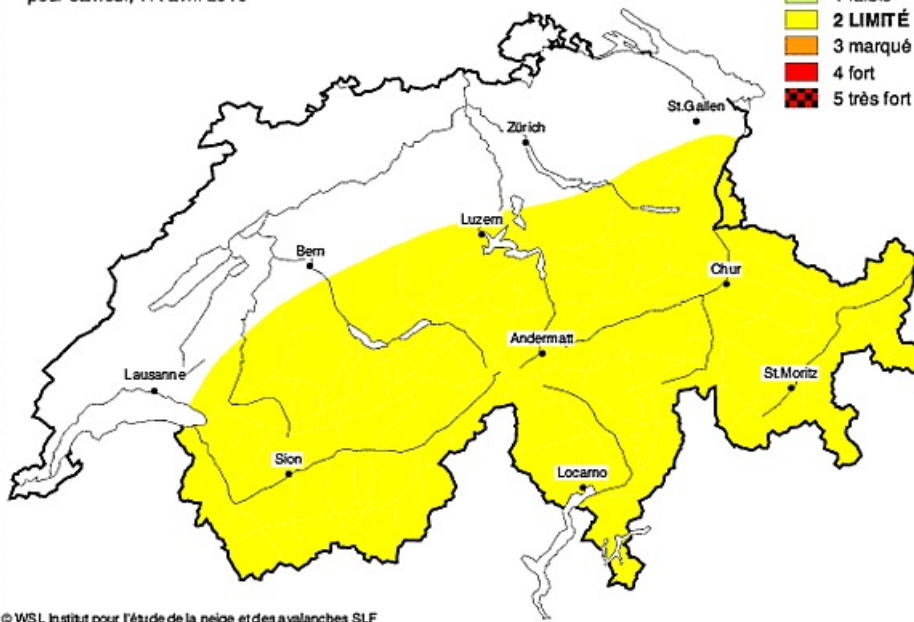 2 LIMITÉ
3 marqué
4 fort
5 très fort
St.Gallen
Zürich
Luzern
Bern
Chur
Andermatt
Lausanne
St.Moritz
Sion
Locarno
© WSL Institut pour l'étude de la neige et des avalanches SLF